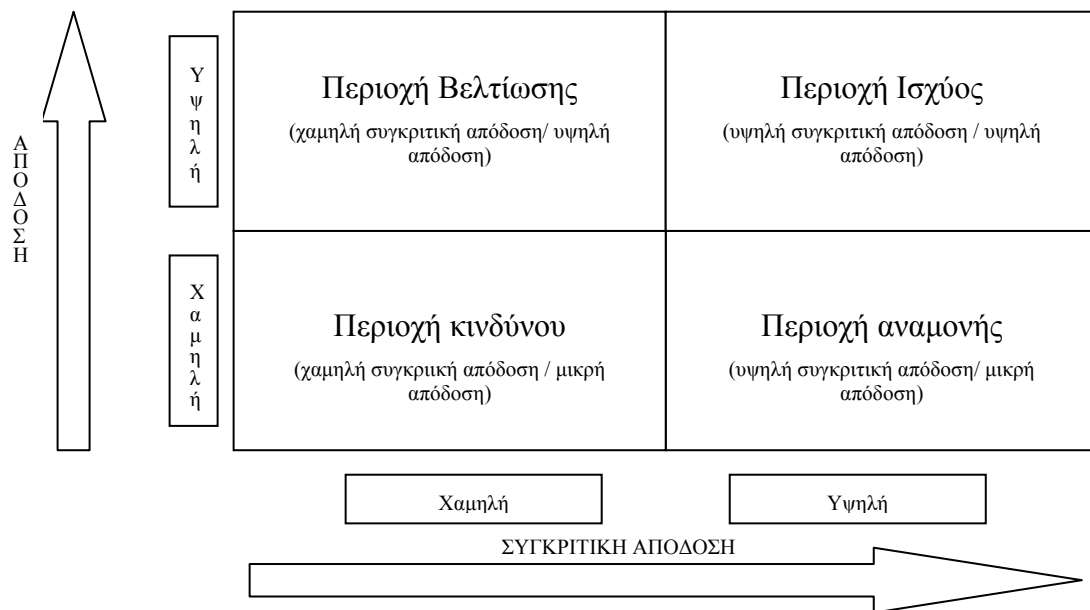 ΑΠΟΔΟΣΗ
Υψηλή
Περιοχή Βελτίωσης
(χαμηλή συγκριτική απόδοση/ υψηλή
απόδοση)
Περιοχή Ισχύος
(υψηλή συγκριτική απόδοση / υψηλή
απόδοση)
Χαμηλή
Περιοχή κινδύνου
(χαμηλή συγκριική απόδοση / μικρή
απόδοση)
Περιοχή αναμονής
(υψηλή συγκριτική απόδοση/ μικρή
απόδοση)
Χαμηλή
Υψηλή
ΣΥΓΚΡΙΤΙΚΗ ΑΠΟΔΟΣΗ